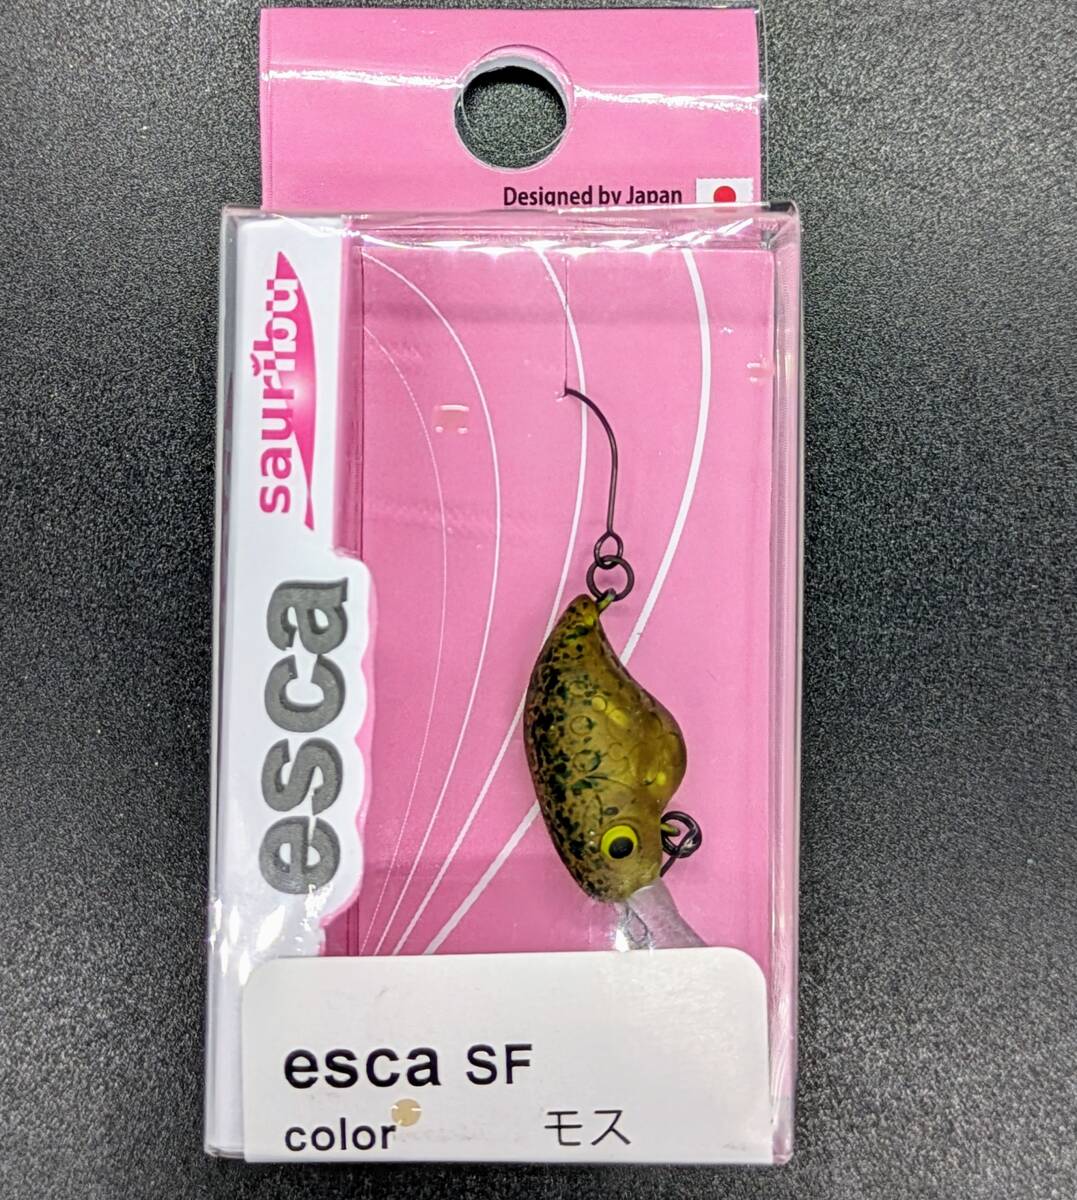 Designed by Japan
sauribu
esca
esca SF
color モス